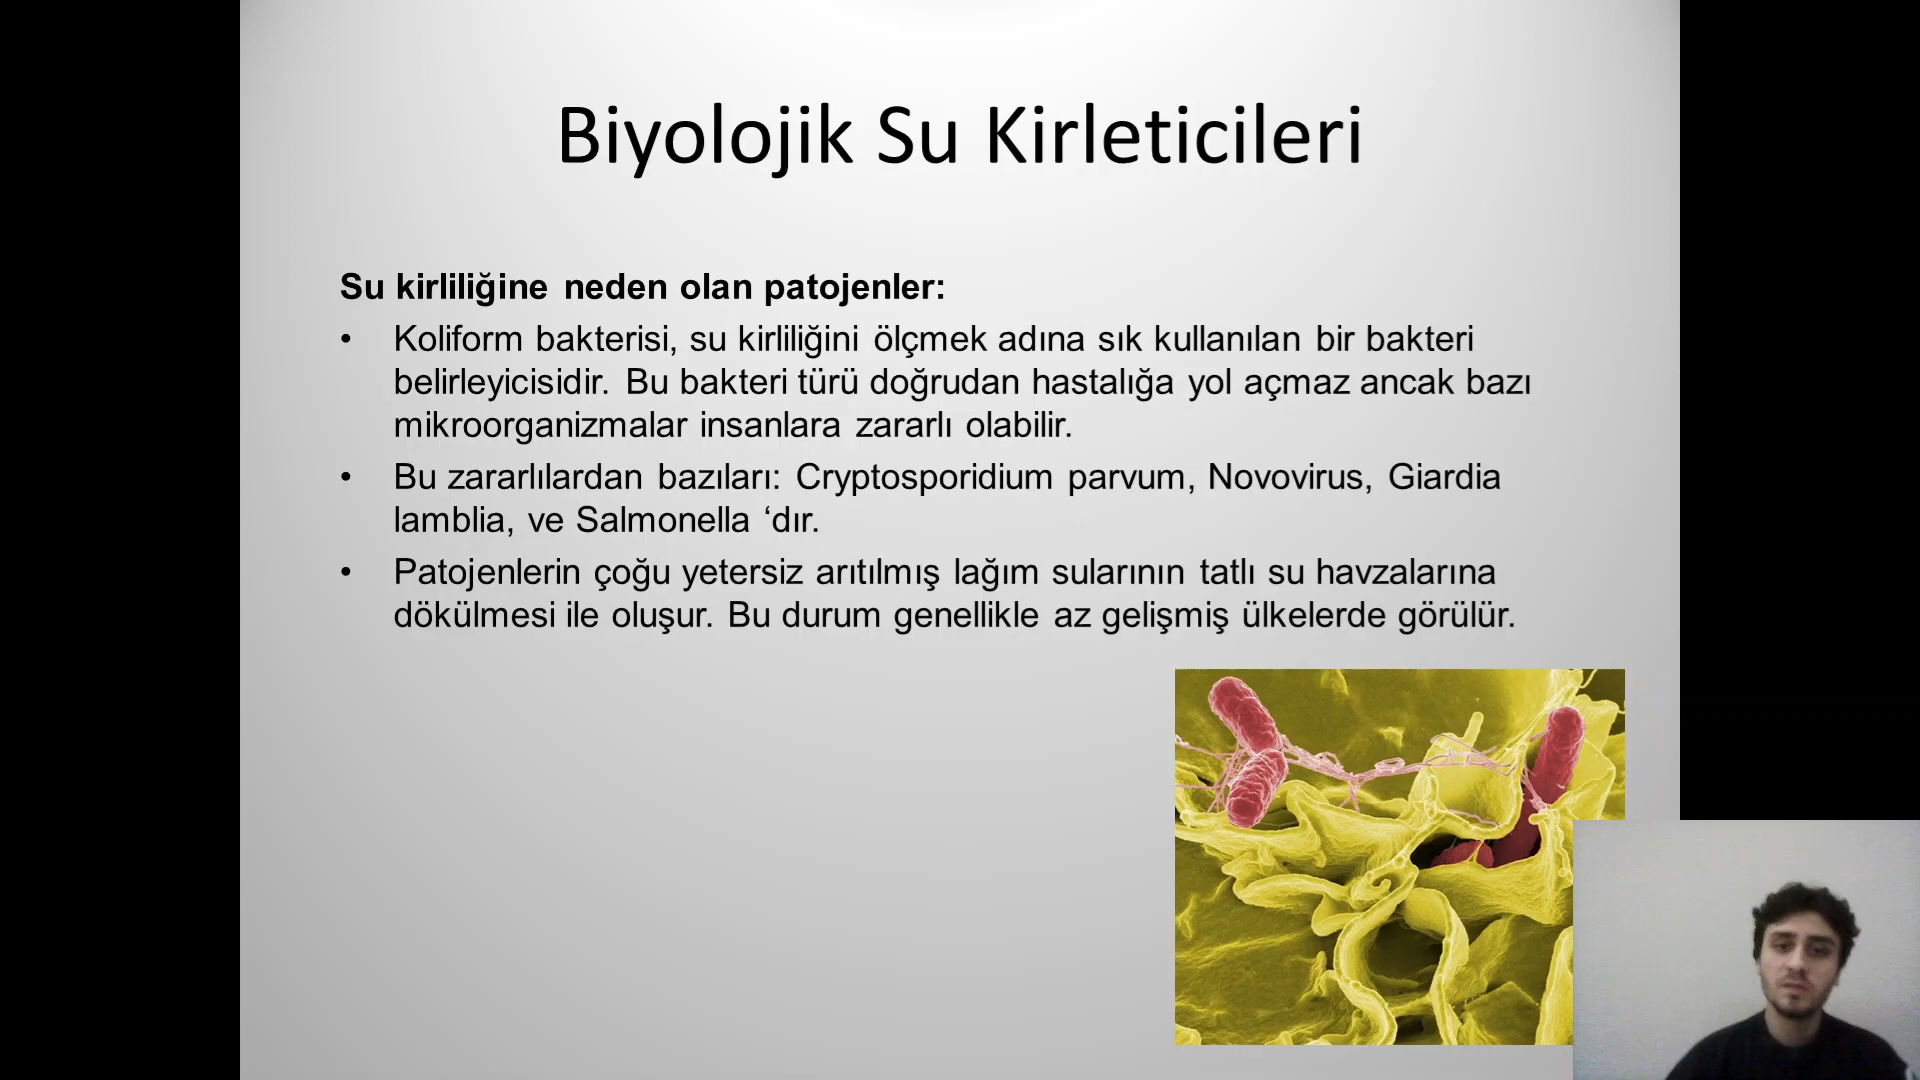 Biyolojik Su Kirleticileri
Su kirliliğine neden olan patojenler:
• Koliform bakterisi, su kirliliğini ölçmek adına sık kullanılan bir bakteri
belirleyicisidir. Bu bakteri türü doğrudan hastalığa yol açmaz ancak bazı
mikroorganizmalar insanlara zararlı olabilir.
• Bu zararlılardan bazıları: Cryptosporidium parvum, Novovirus, Giardia
lamblia, ve Salmonella ‘dır.
• Patojenlerin çoğu yetersiz arıtılmış lağım sularının tatlı su havzalarına
dökülmesi ile oluşur. Bu durum genellikle az gelişmiş ülkelerde görülür.